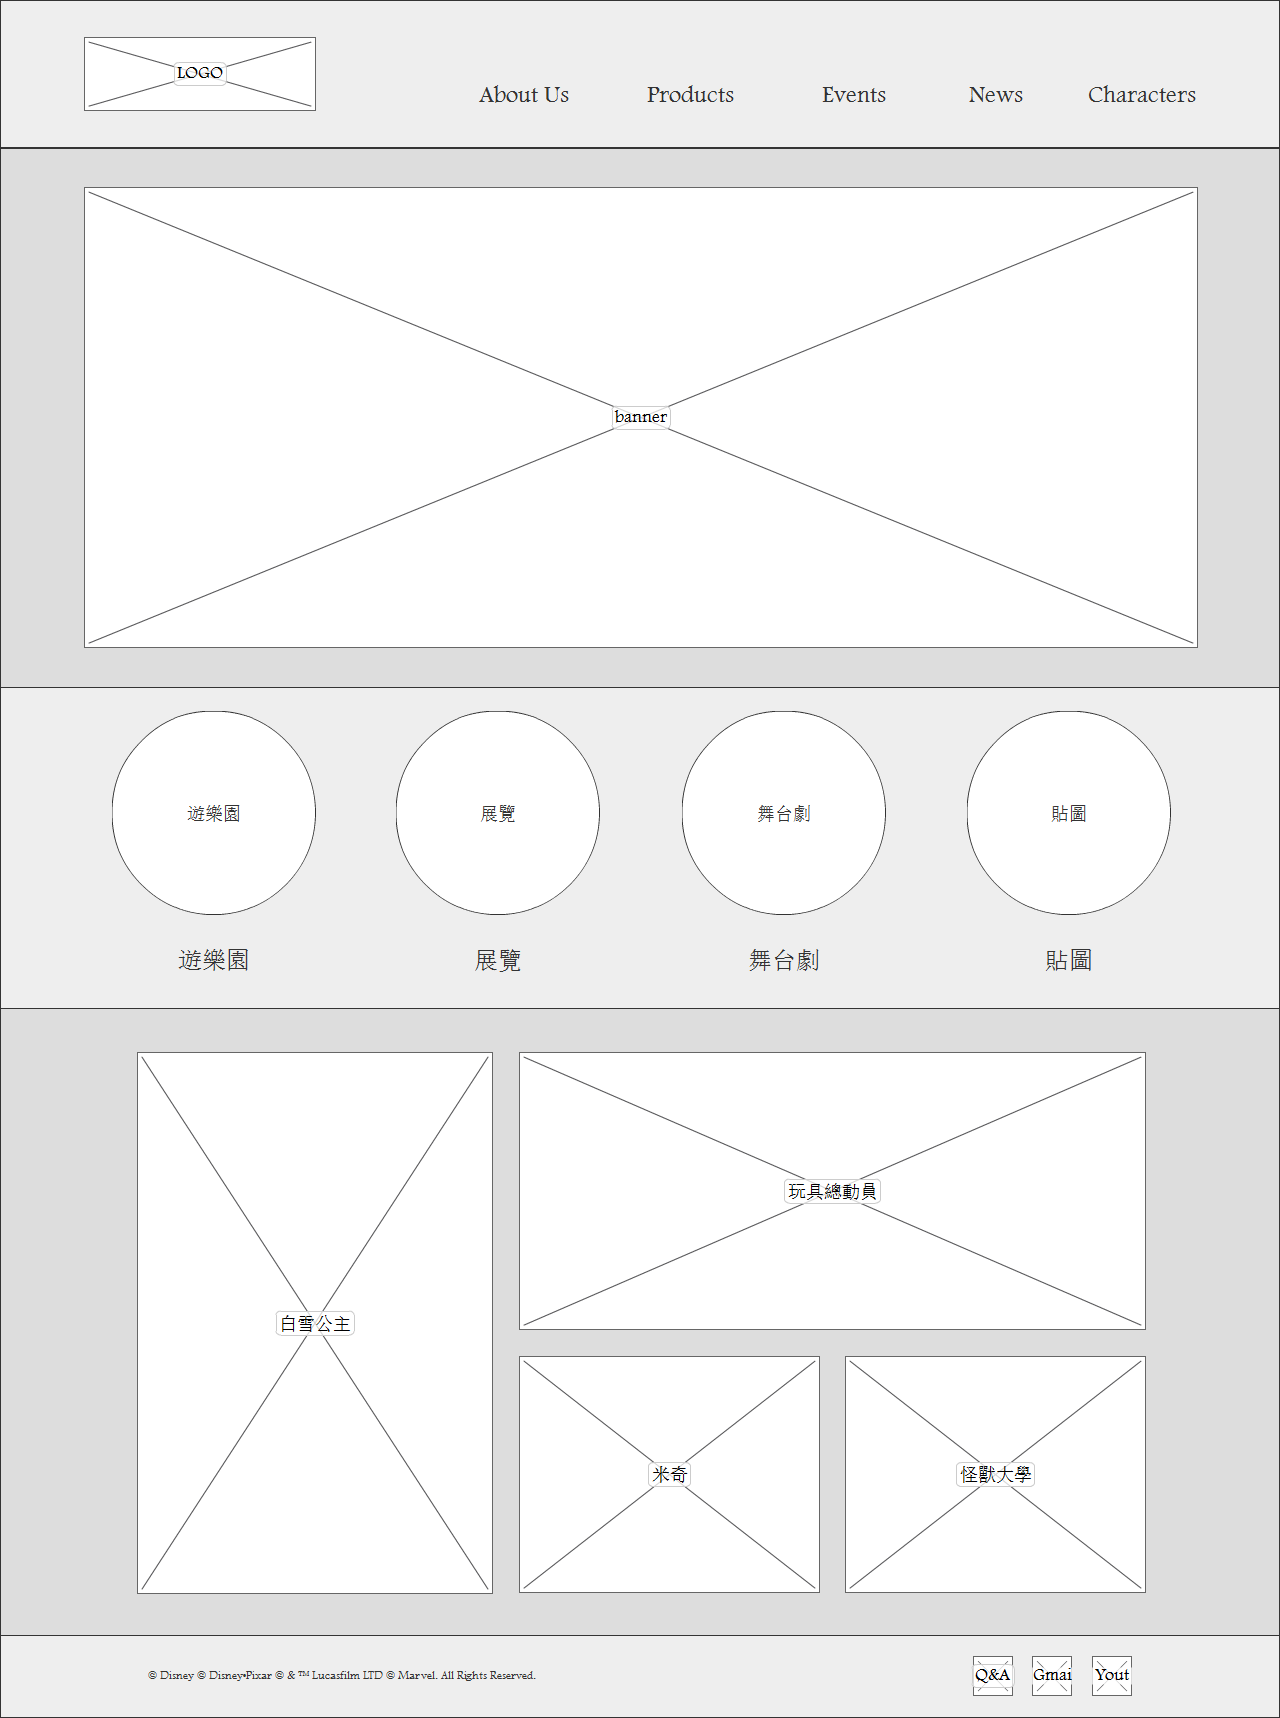 LOGO
About Us
Products
Events
News
Characters
banner
遊樂園
展覽
舞台劇
貼圖
遊樂園
展覽
舞台劇
貼圖
白雪公主
玩具總動員
米奇
怪獸大學
© Disney © Disney•Pixar © & ™ Lucasfilm LTD © Marvel. All Rights Reserved.
Q&A
Gmai
Yout